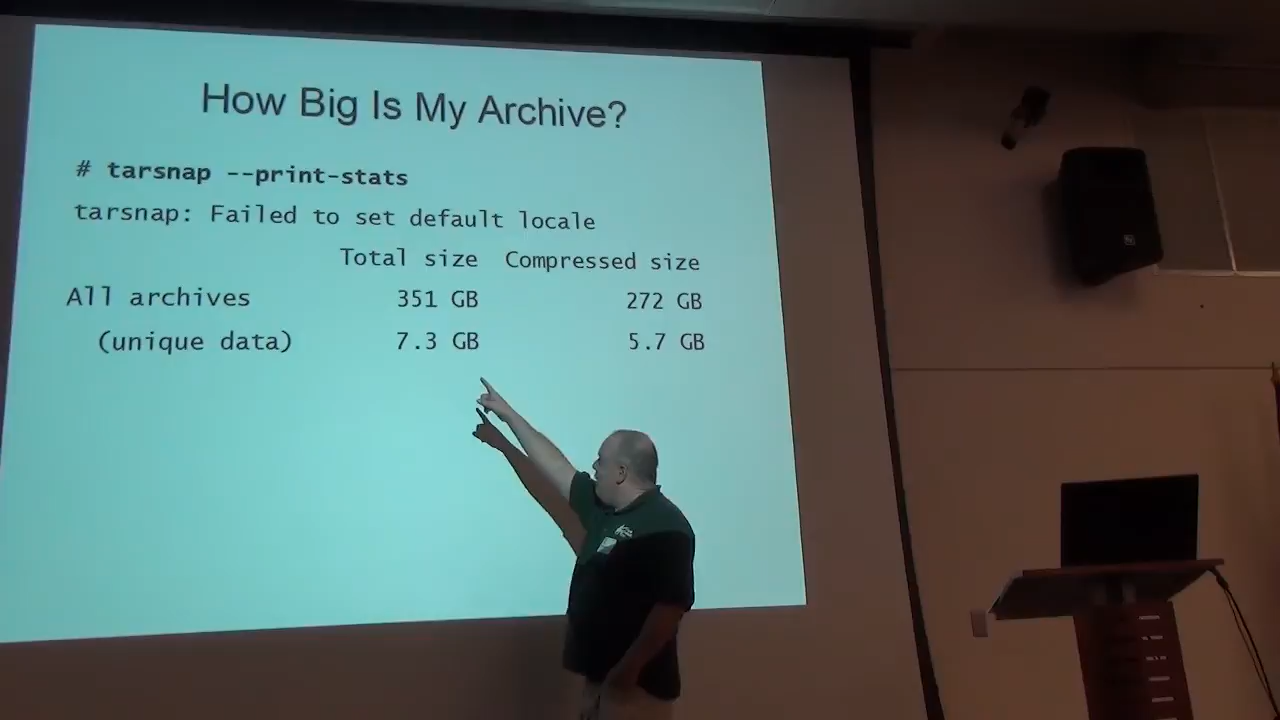 How Big Is My Archive?
# tarsnap --print-stats
tarsnap: Failed to set default locale
Total size Compressed size
All archives 351 GB 272 GB
(unique data) 7.3 GB 5.7 GB